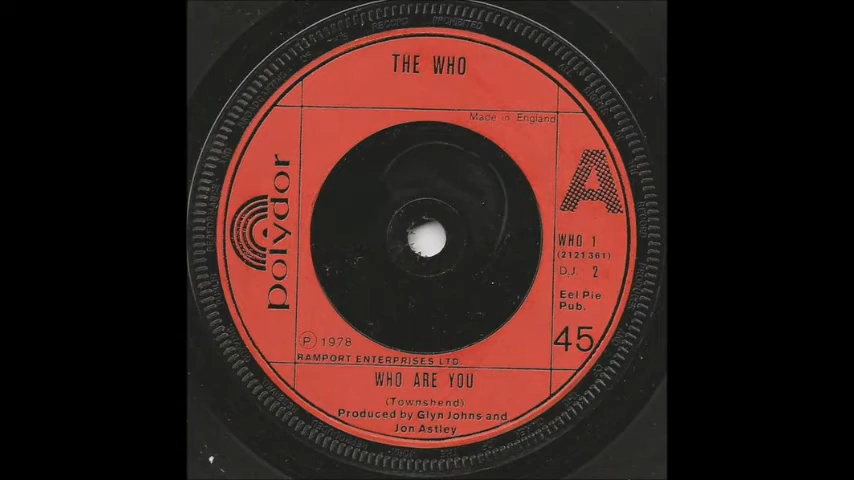 THE WHO
Made in England
polydor
A
WHO 1
(2121361)
D.J. 2
Eel Pie
Pub.
45
Ⓟ 1978
RAMPORT ENTERPRISES LTD.
WHO ARE YOU
(Townshend)
Produced by Glyn Johns and
Jon Astley